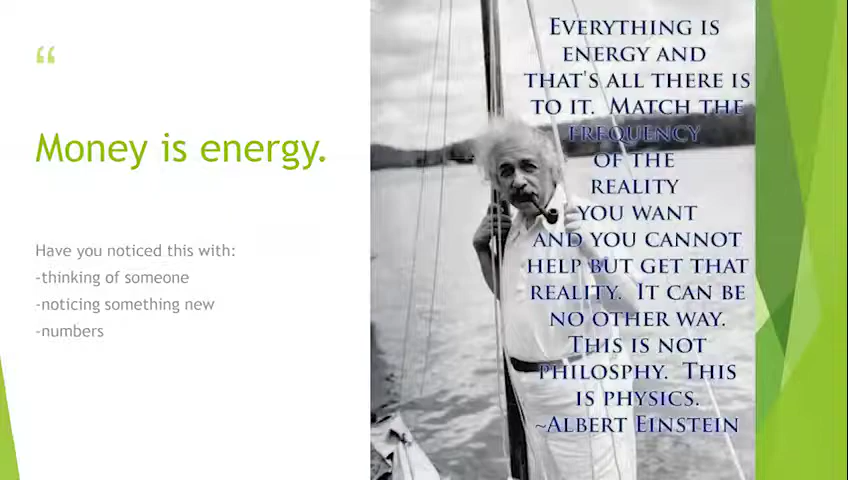 “
Money is energy.
Have you noticed this with:
-thinking of someone
-noticing something new
-numbers
EVERYTHING IS
ENERGY AND
THAT'S ALL THERE IS
TO IT. MATCH THE
FREQUENCY
OF THE
REALITY
YOU WANT
AND YOU CANNOT
HELP BUT GET THAT
REALITY. IT CAN BE
NO OTHER WAY.
THIS IS NOT
PHILOSPHY. THIS
IS PHYSICS.
~ALBERT EINSTEIN